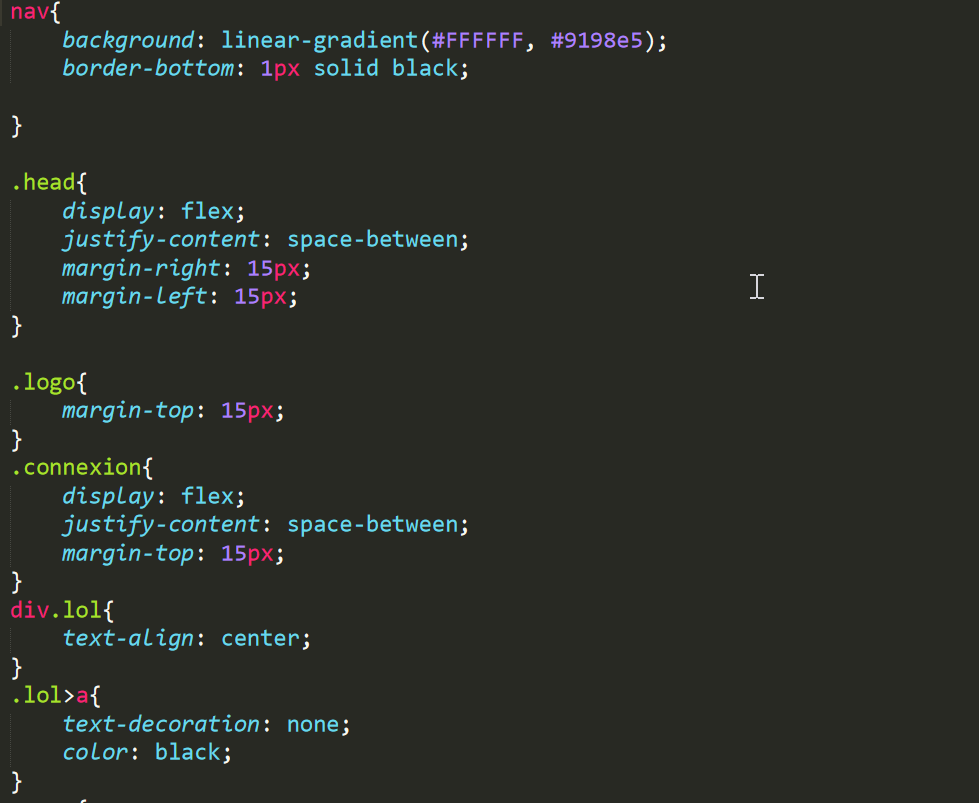 nav{
background: linear-gradient(#FFFFFF, #9198e5);
border-bottom: 1px solid black;
}
.head{
display: flex;
justify-content: space-between;
margin-right: 15px;
margin-left: 15px;
}
.logo{
margin-top: 15px;
}
.connexion{
display: flex;
justify-content: space-between;
margin-top: 15px;
}
div.lol{
text-align: center;
}
.lol>a{
text-decoration: none;
color: black;
}